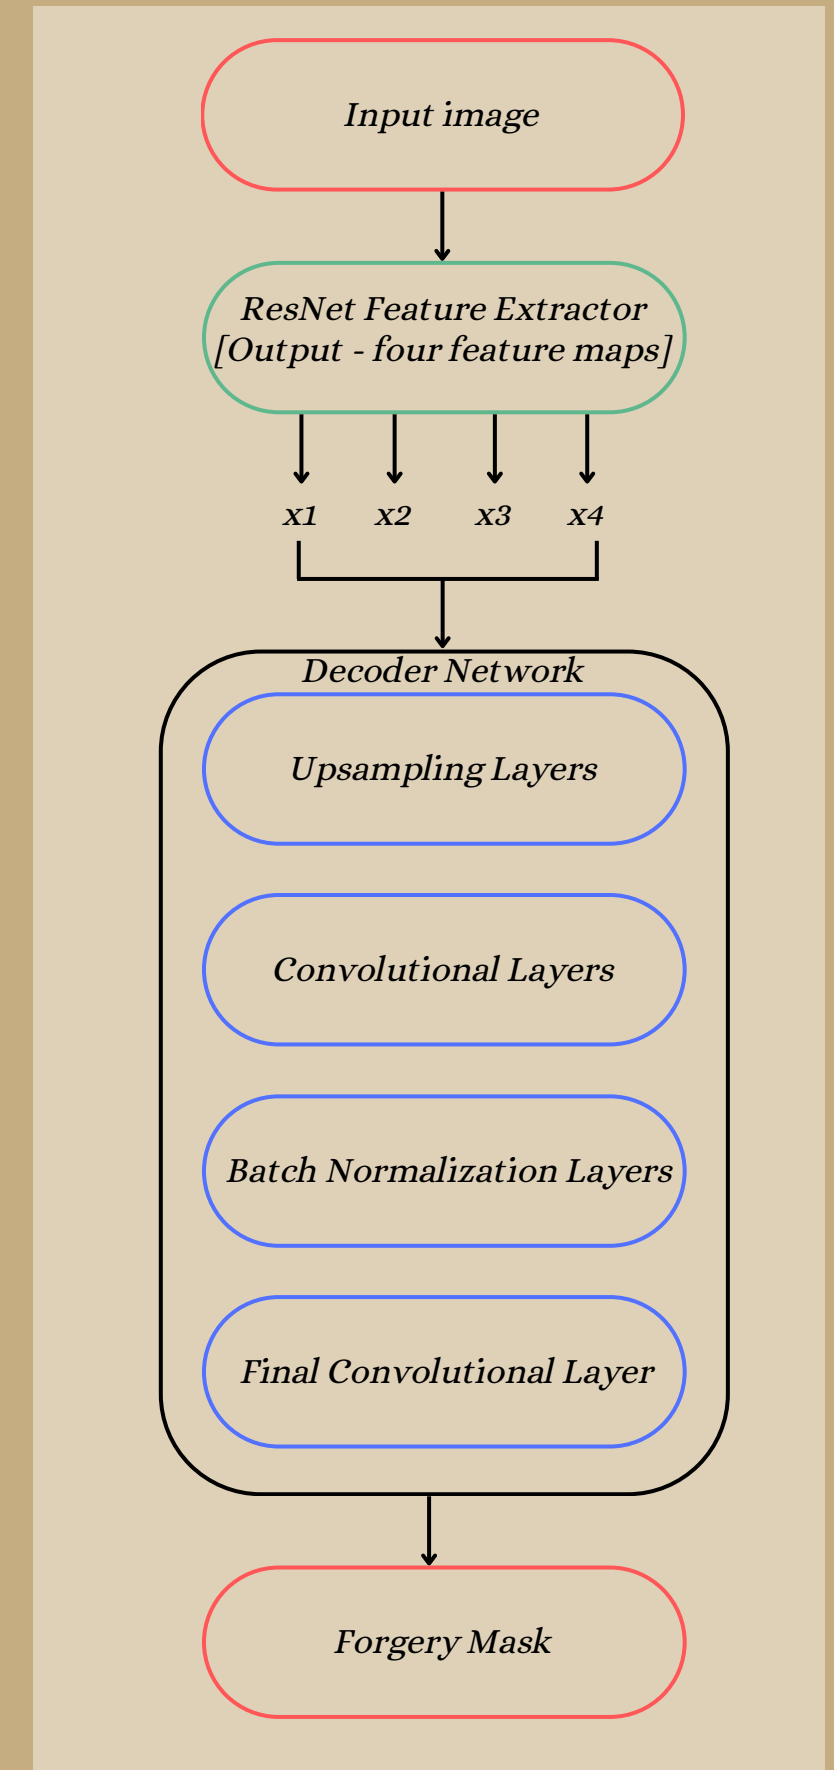 Input image
ResNet Feature Extractor
[Output - four feature maps]
x1 x2 x3 x4
Decoder Network
Upsampling Layers
Convolutional Layers
Batch Normalization Layers
Final Convolutional Layer
Forgery Mask